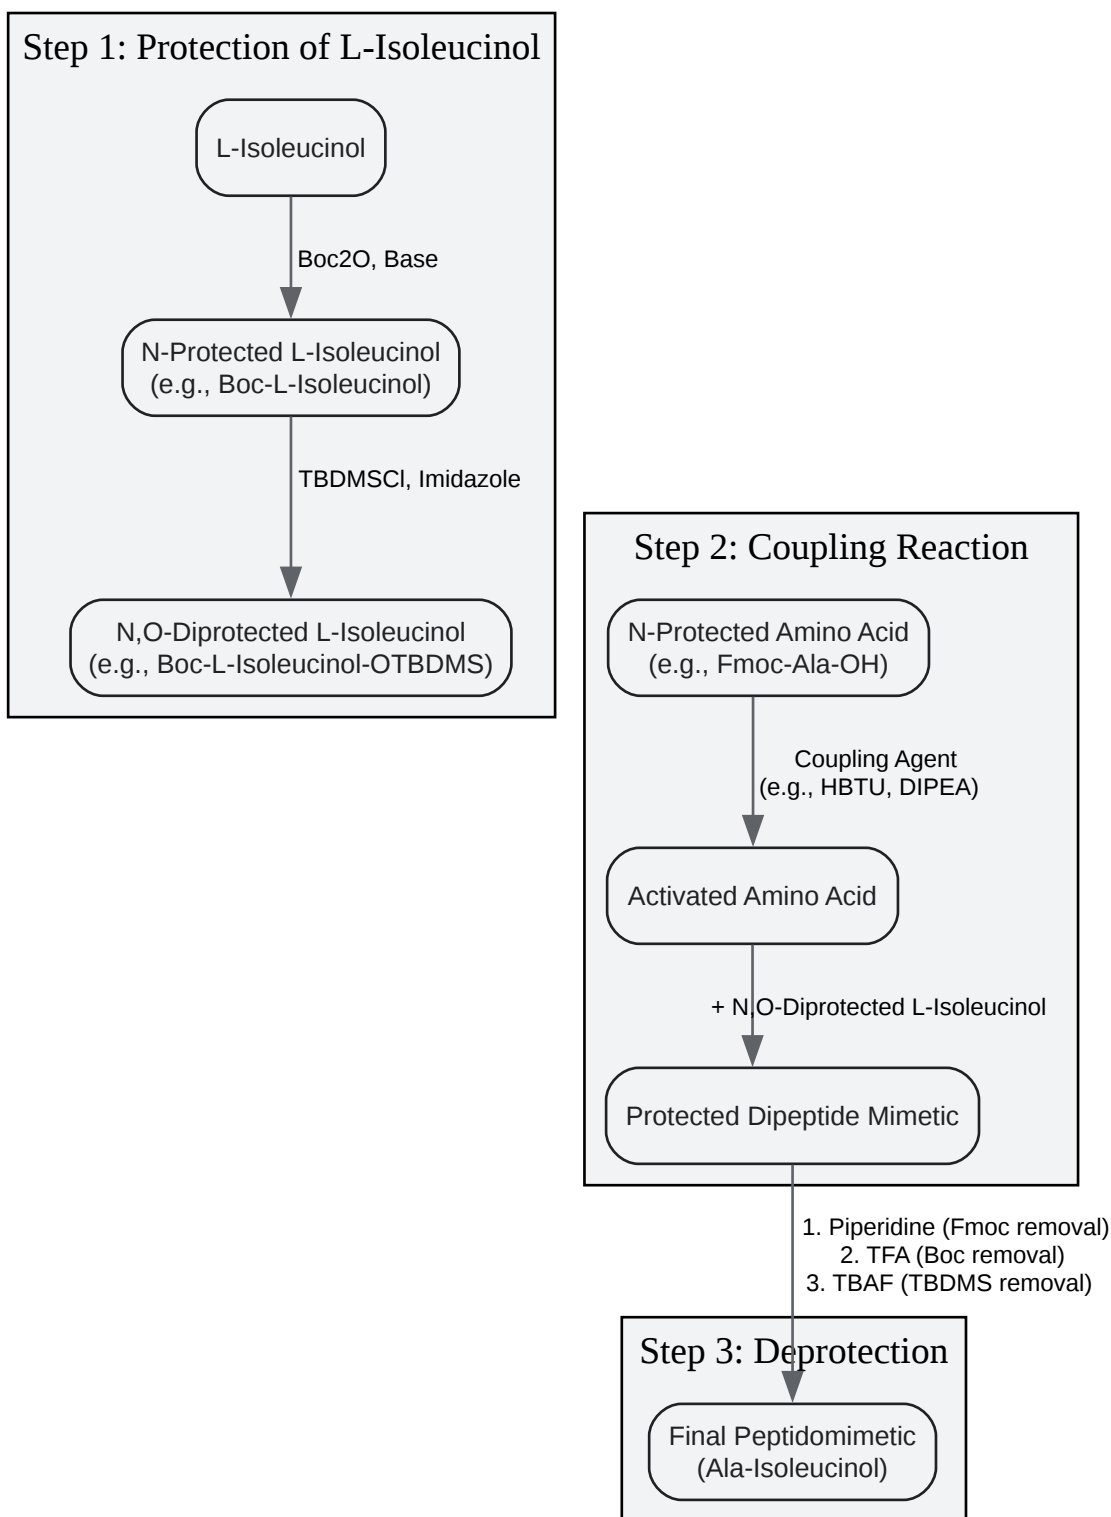 Step 1: Protection of L-Isoleucinol
L-Isoleucinol
Boc2O, Base
N-Protected L-Isoleucinol
(e.g., Boc-L-Isoleucinol)
TBDMSCl, Imidazole
N,O-Diprotected L-Isoleucinol
(e.g., Boc-L-Isoleucinol-OTBDMS)
Step 2: Coupling Reaction
N-Protected Amino Acid
(e.g., Fmoc-Ala-OH)
Coupling Agent
(e.g., HBTU, DIPEA)
Activated Amino Acid
+ N,O-Diprotected L-Isoleucinol
Protected Dipeptide Mimetic
1. Piperidine (Fmoc removal)
2. TFA (Boc removal)
3. TBAF (TBDMS removal)
Step 3: Deprotection
Final Peptidomimetic
(Ala-Isoleucinol)